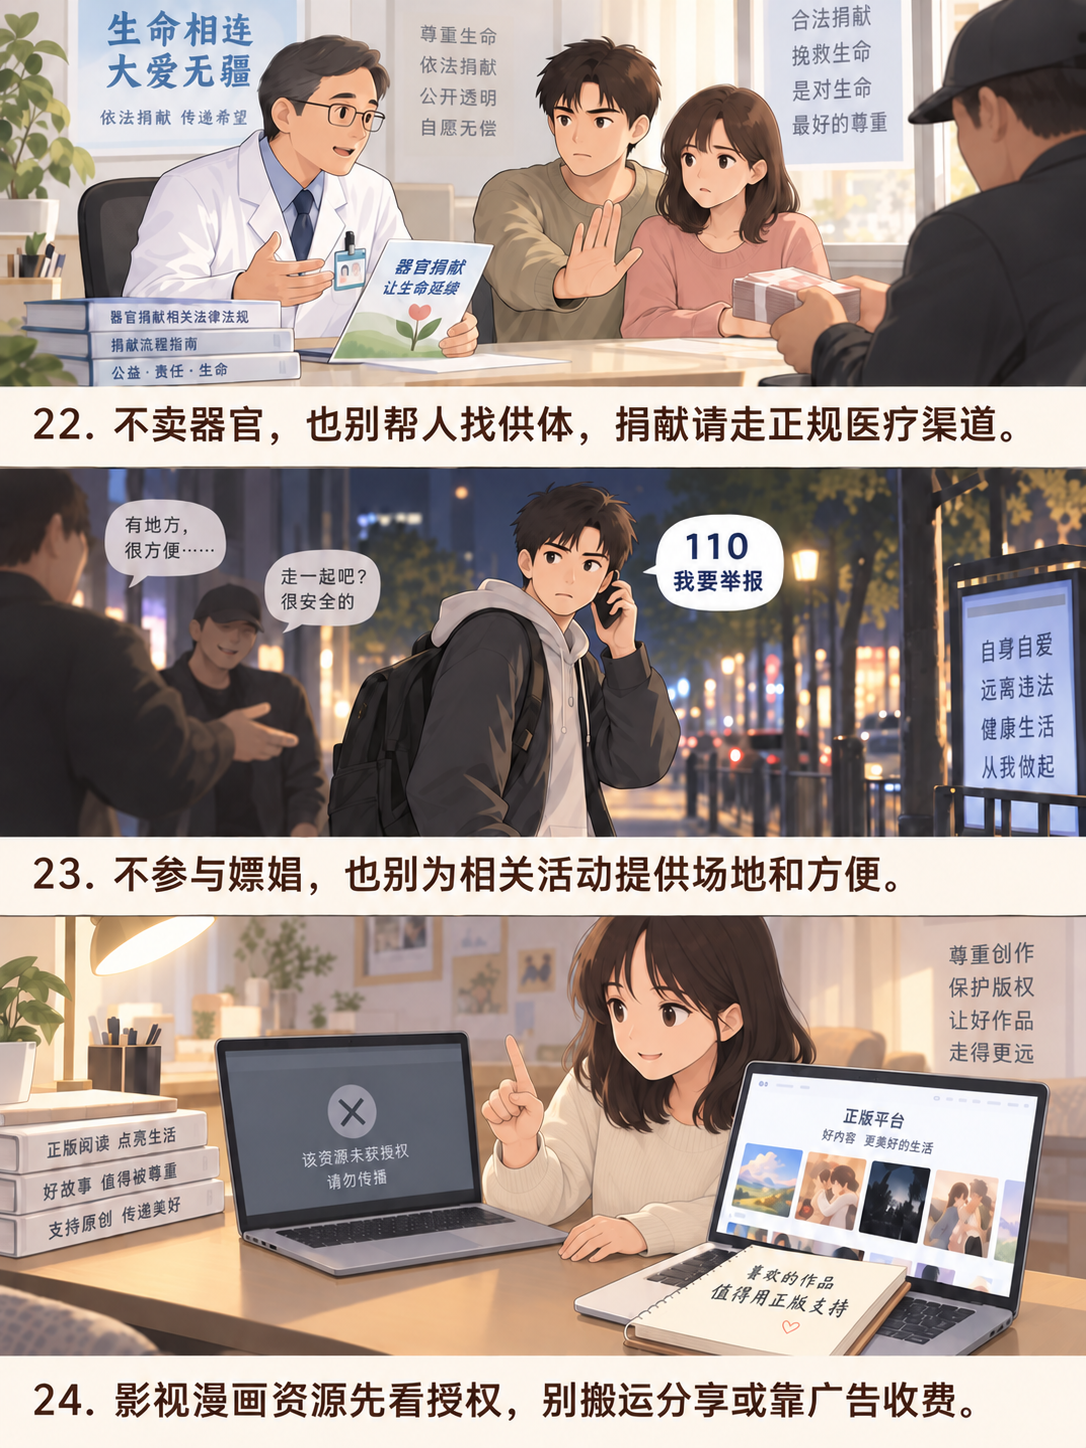 生命相连
大爱无疆
依法捐献 传递希望
尊重生命
依法捐献
公开透明
自愿无偿
合法捐献
挽救生命
是对生命
最好的尊重
器官捐献
让生命延续
器官捐献相关法律法规
捐献流程指南
公益·责任·生命
22. 不卖器官，也别帮人找供体，捐献请走正规医疗渠道。
有地方，
很方便……
走一起吧？
很安全的
110
我要举报
自身自爱
远离违法
健康生活
从我做起
23. 不参与嫖娼，也别为相关活动提供场地和方便。
尊重创作
保护版权
让好作品
走得更远
该资源未获授权
请勿传播
正版平台
好内容 更美好的生活
正版阅读 点亮生活
好故事 值得被尊重
支持原创 传递美好
喜欢的作品
值得用正版支持
24. 影视漫画资源先看授权，别搬运分享或靠广告收费。